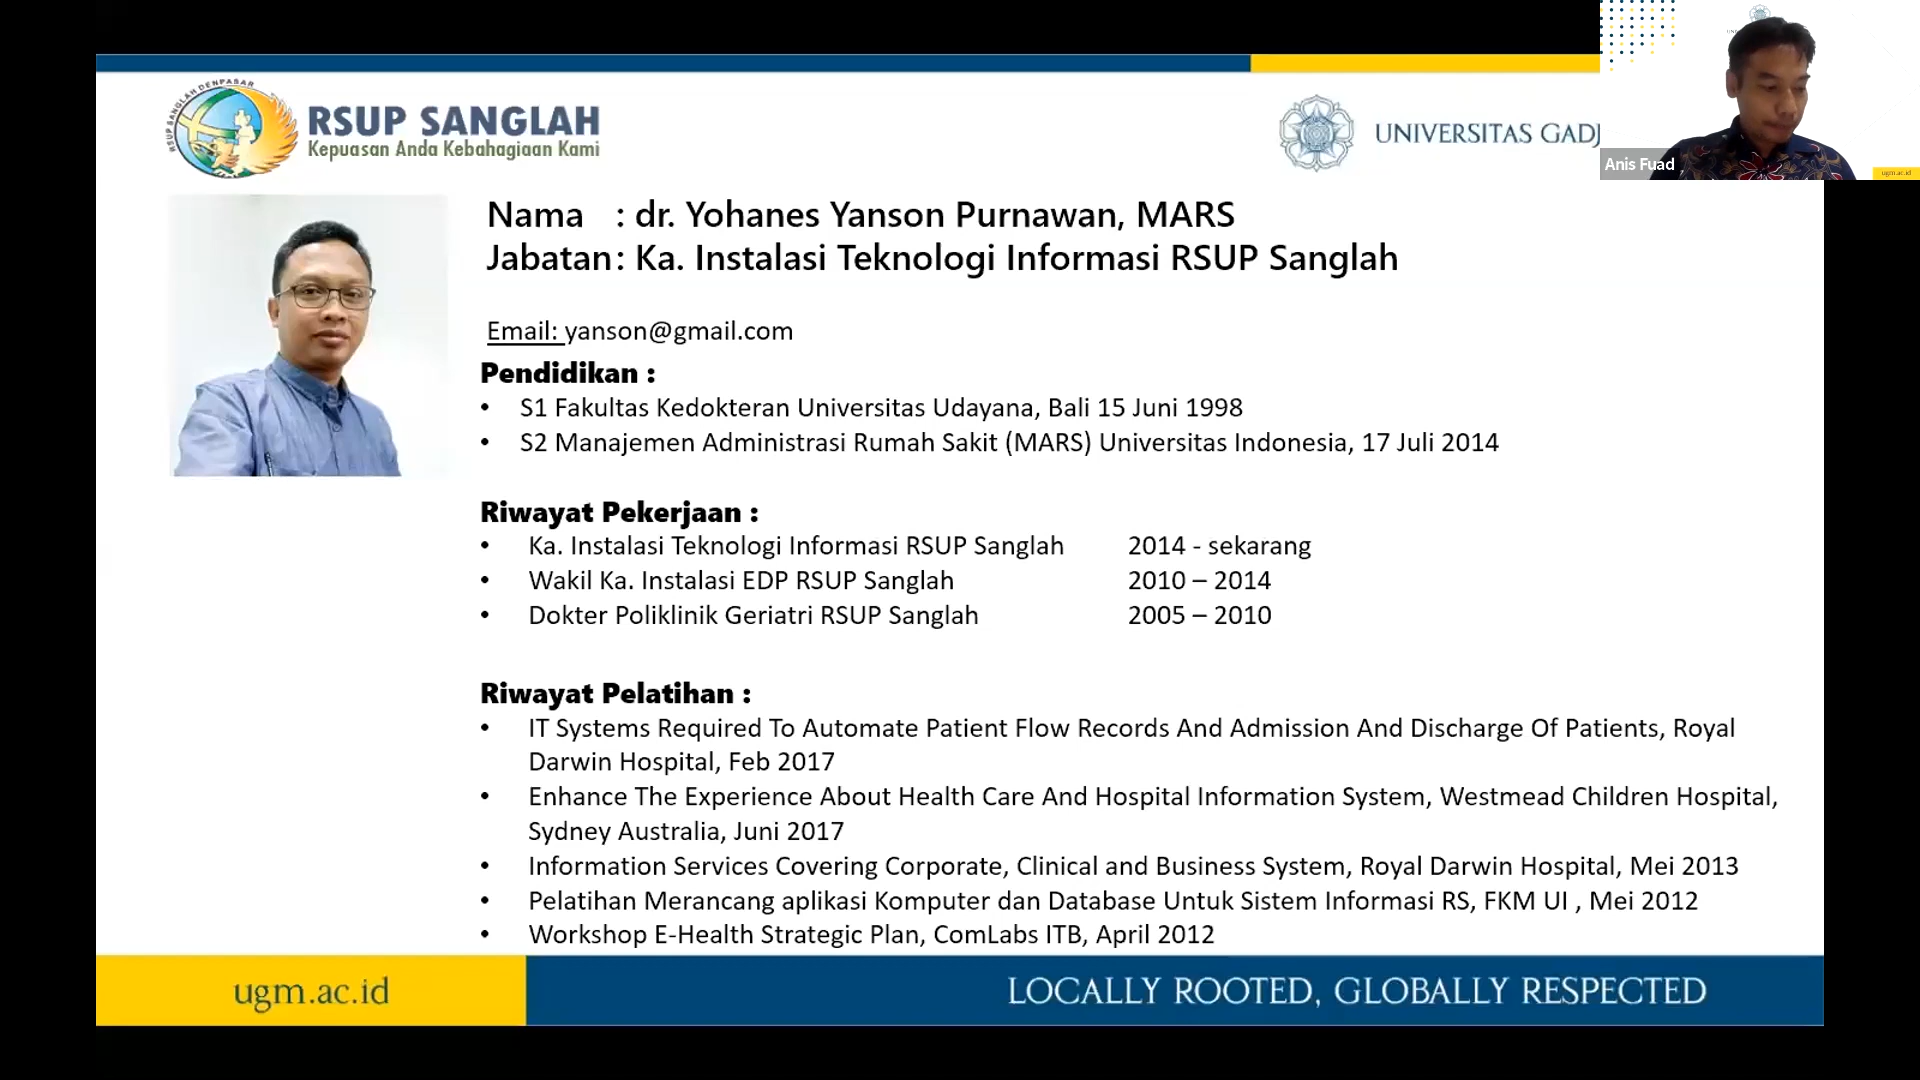 RSUP SANGLAH DENPASAR
RSUP SANGLAH
Kepuasan Anda Kebahagiaan Kami
UNIVERSITAS GADJ
Anis Fuad
ugm.ac.id
Nama : dr. Yohanes Yanson Purnawan, MARS
Jabatan : Ka. Instalasi Teknologi Informasi RSUP Sanglah
Email: yanson@gmail.com
Pendidikan :
• S1 Fakultas Kedokteran Universitas Udayana, Bali 15 Juni 1998
• S2 Manajemen Administrasi Rumah Sakit (MARS) Universitas Indonesia, 17 Juli 2014
Riwayat Pekerjaan :
• Ka. Instalasi Teknologi Informasi RSUP Sanglah 2014 - sekarang
• Wakil Ka. Instalasi EDP RSUP Sanglah 2010 – 2014
• Dokter Poliklinik Geriatri RSUP Sanglah 2005 – 2010
Riwayat Pelatihan :
• IT Systems Required To Automate Patient Flow Records And Admission And Discharge Of Patients, Royal
Darwin Hospital, Feb 2017
• Enhance The Experience About Health Care And Hospital Information System, Westmead Children Hospital,
Sydney Australia, Juni 2017
• Information Services Covering Corporate, Clinical and Business System, Royal Darwin Hospital, Mei 2013
• Pelatihan Merancang aplikasi Komputer dan Database Untuk Sistem Informasi RS, FKM UI , Mei 2012
• Workshop E-Health Strategic Plan, ComLabs ITB, April 2012
ugm.ac.id
LOCALLY ROOTED, GLOBALLY RESPECTED